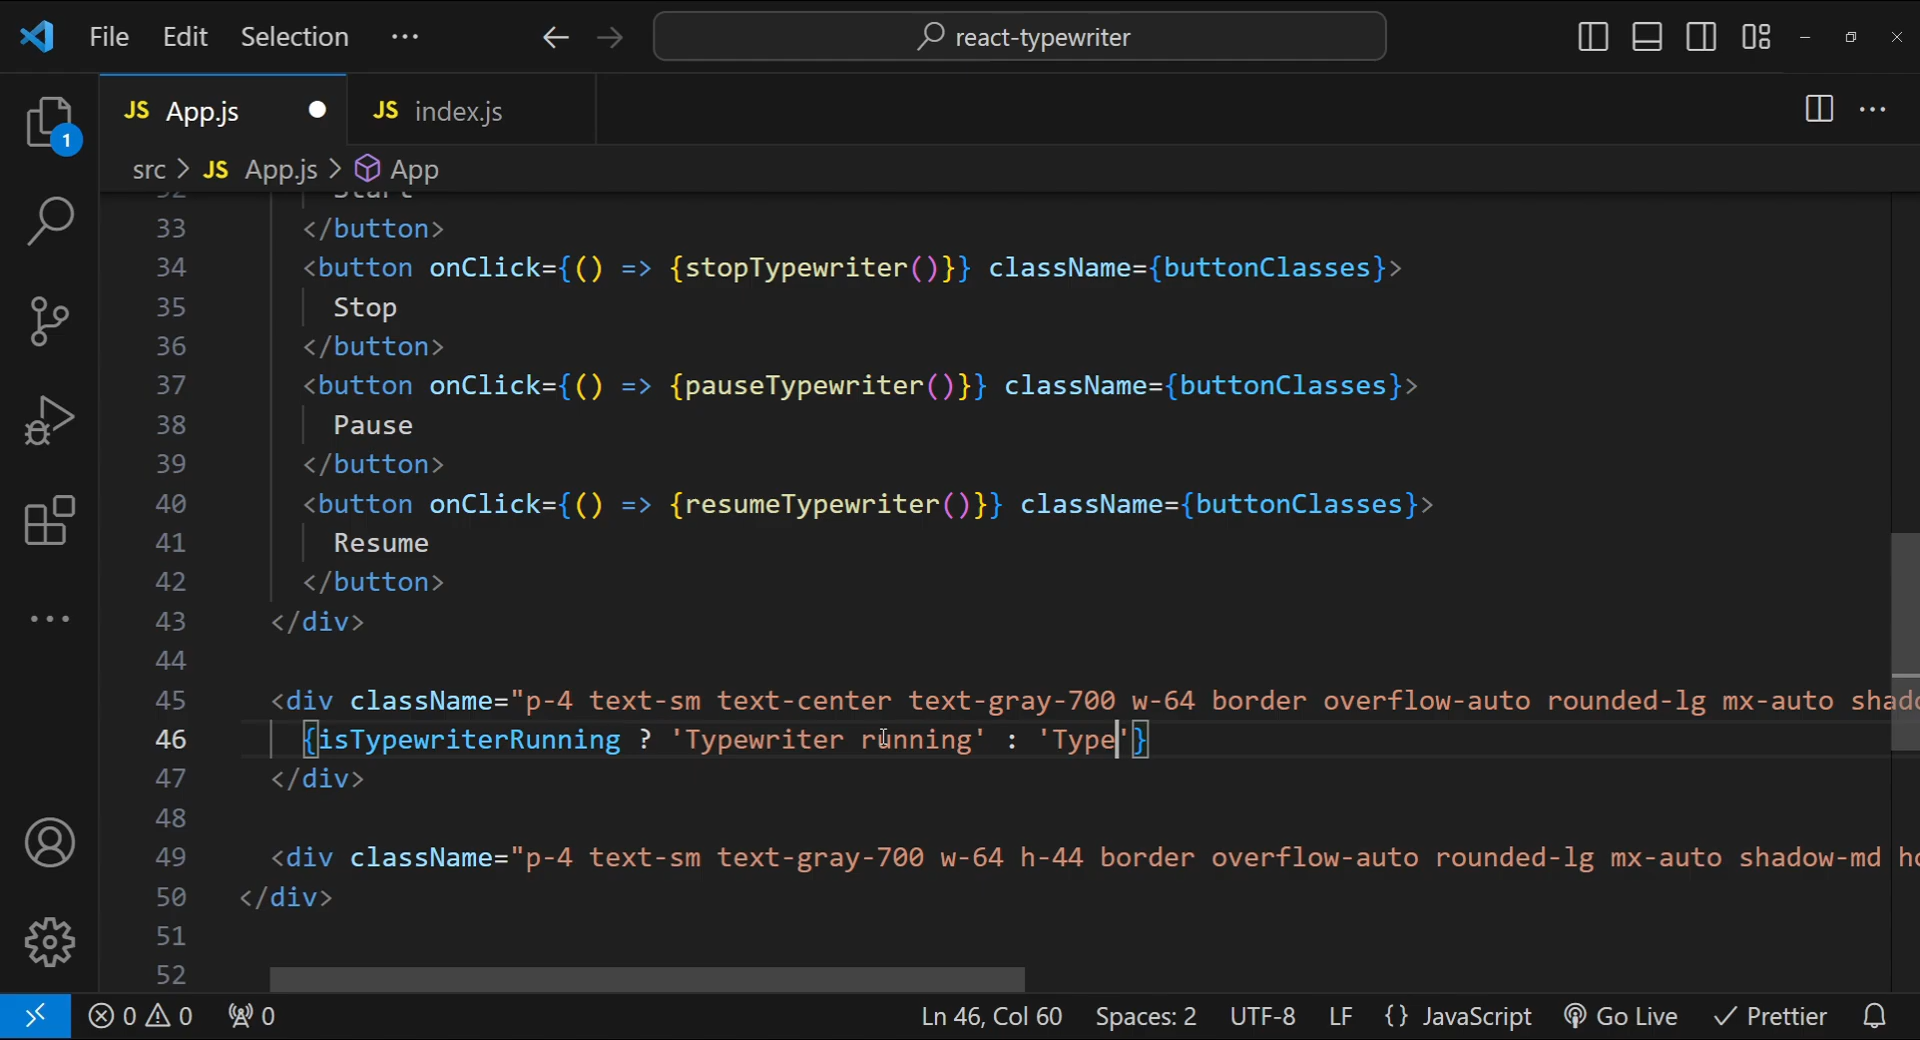 File Edit Selection ··· react-typewriter
JS App.js JS index.js ···
1
src > JS App.js > App
32 Start
33 </button>
34 <button onClick={() => {stopTypewriter()}} className={buttonClasses}>
35 Stop
36 </button>
37 <button onClick={() => {pauseTypewriter()}} className={buttonClasses}>
38 Pause
39 </button>
40 <button onClick={() => {resumeTypewriter()}} className={buttonClasses}>
41 Resume
42 </button>
43 </div>
44
45 <div className="p-4 text-sm text-center text-gray-700 w-64 border overflow-auto rounded-lg mx-auto shado
46 {isTypewriterRunning ? 'Typewriter running' : 'Type'}
47 </div>
48
49 <div className="p-4 text-sm text-gray-700 w-64 h-44 border overflow-auto rounded-lg mx-auto shadow-md ho
50 </div>
51
52
0 0 0 Ln 46, Col 60 Spaces: 2 UTF-8 LF {} JavaScript Go Live Prettier